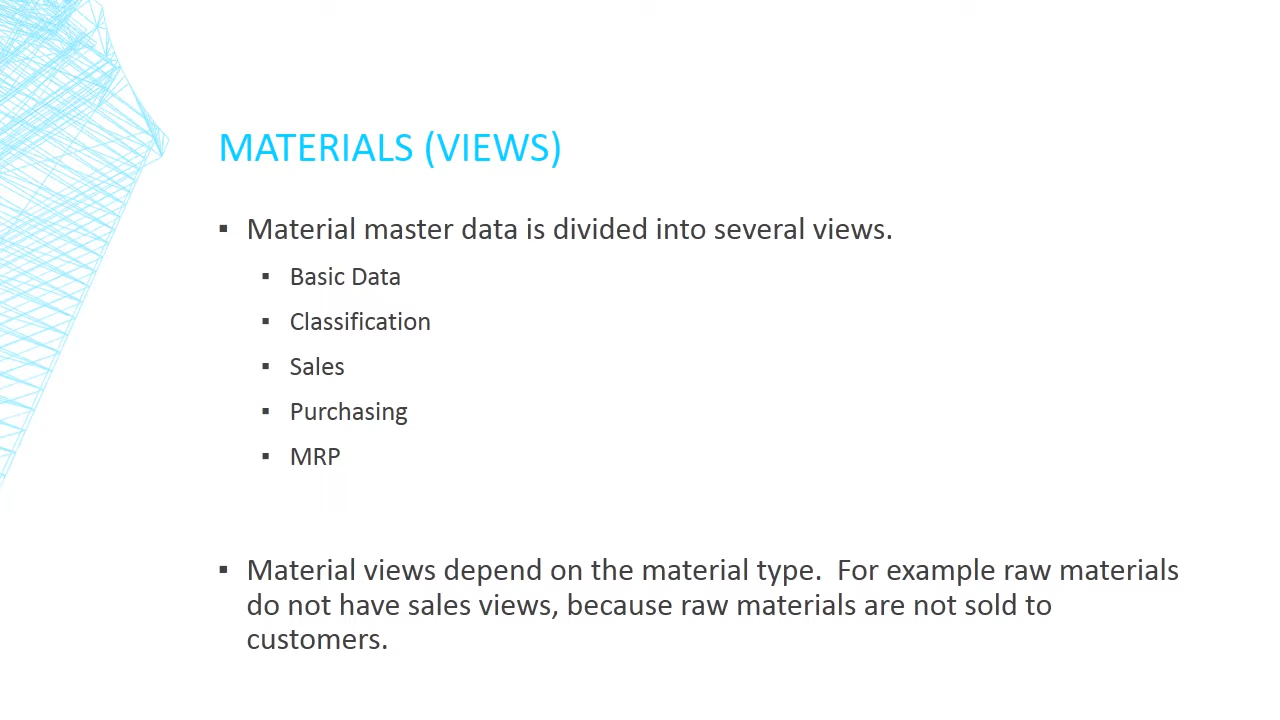 MATERIALS (VIEWS)
▪ Material master data is divided into several views.
▪ Basic Data
▪ Classification
▪ Sales
▪ Purchasing
▪ MRP
▪ Material views depend on the material type.  For example raw materials
do not have sales views, because raw materials are not sold to
customers.